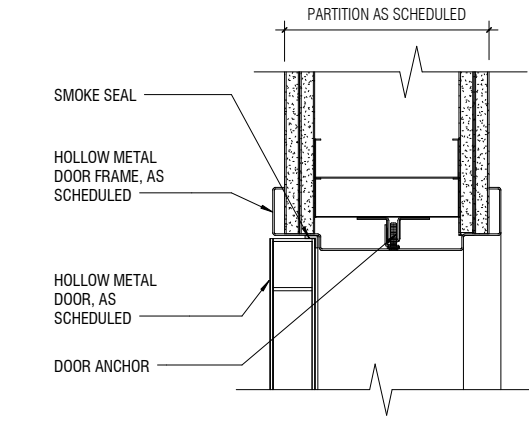 PARTITION AS SCHEDULED
SMOKE SEAL
HOLLOW METAL
DOOR FRAME, AS
SCHEDULED
HOLLOW METAL
DOOR, AS
SCHEDULED
DOOR ANCHOR